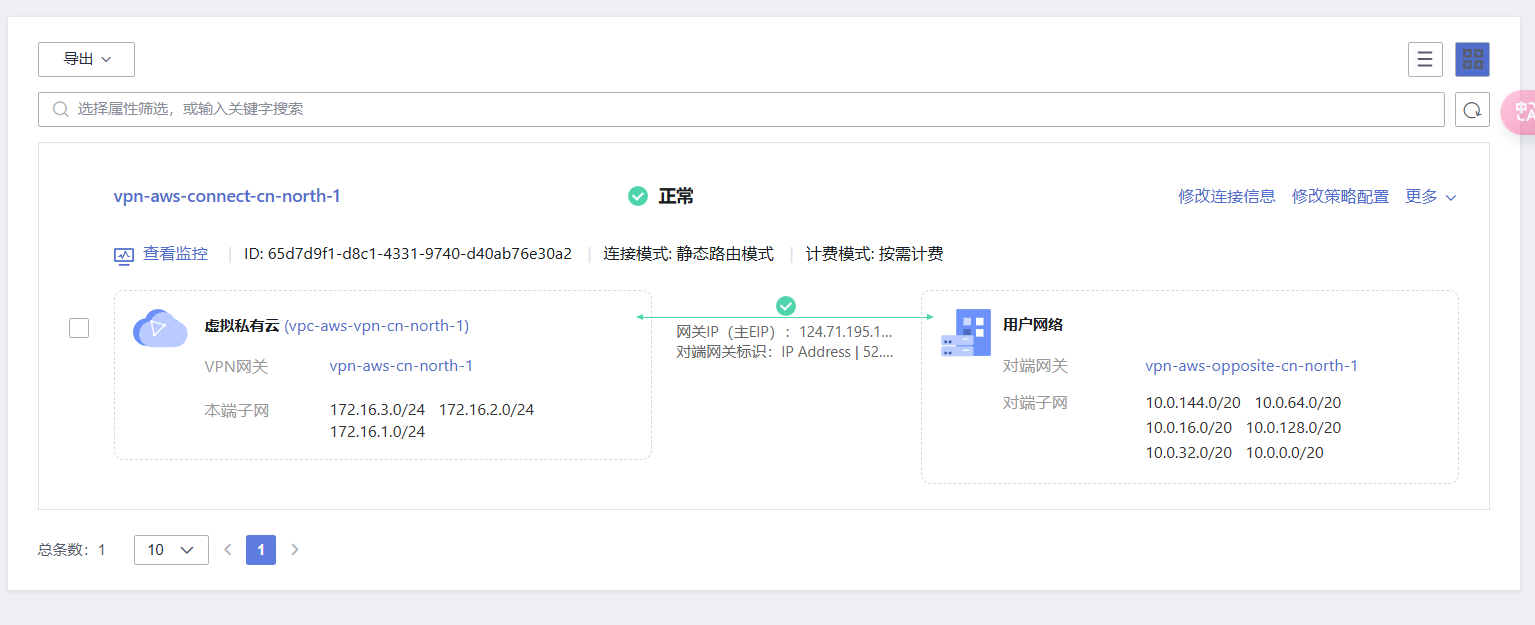 导出
选择属性筛选，或输入关键字搜索
vpn-aws-connect-cn-north-1
正常
修改连接信息 修改策略配置 更多
查看监控 | ID: 65d7d9f1-d8c1-4331-9740-d40ab76e30a2 | 连接模式: 静态路由模式 | 计费模式: 按需计费
虚拟私有云 (vpc-aws-vpn-cn-north-1)
VPN网关 vpn-aws-cn-north-1
本端子网 172.16.3.0/24 172.16.2.0/24
172.16.1.0/24
网关IP（主EIP）：124.71.195.1...
对端网关标识：IP Address | 52....
用户网络
对端网关 vpn-aws-opposite-cn-north-1
对端子网 10.0.144.0/20 10.0.64.0/20
10.0.16.0/20 10.0.128.0/20
10.0.32.0/20 10.0.0.0/20
总条数：1 10 1